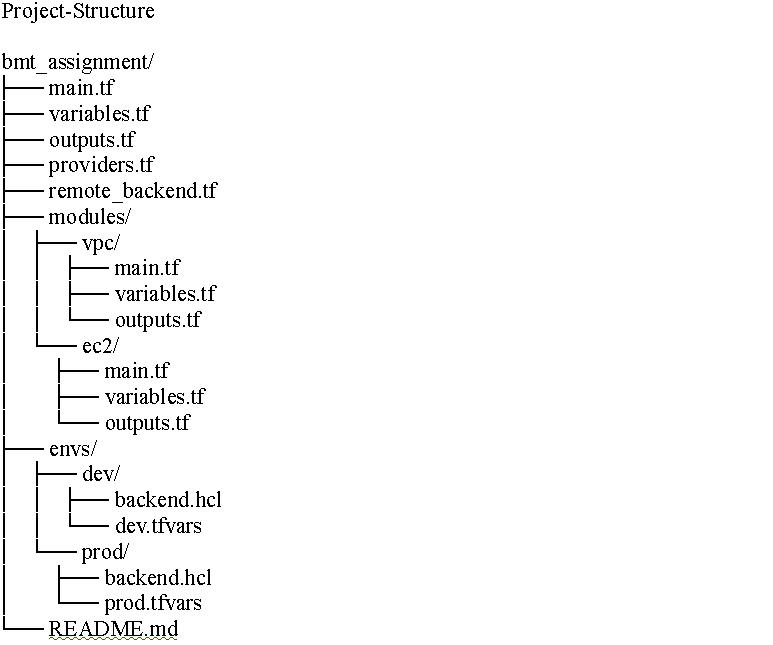 Project-Structure
bmt_assignment/
├── main.tf
├── variables.tf
├── outputs.tf
├── providers.tf
├── remote_backend.tf
├── modules/
│   ├── vpc/
│   │   ├── main.tf
│   │   ├── variables.tf
│   │   └── outputs.tf
│   └── ec2/
│       ├── main.tf
│       ├── variables.tf
│       └── outputs.tf
├── envs/
│   ├── dev/
│   │   ├── backend.hcl
│   │   └── dev.tfvars
│   └── prod/
│       ├── backend.hcl
│       └── prod.tfvars
└── README.md